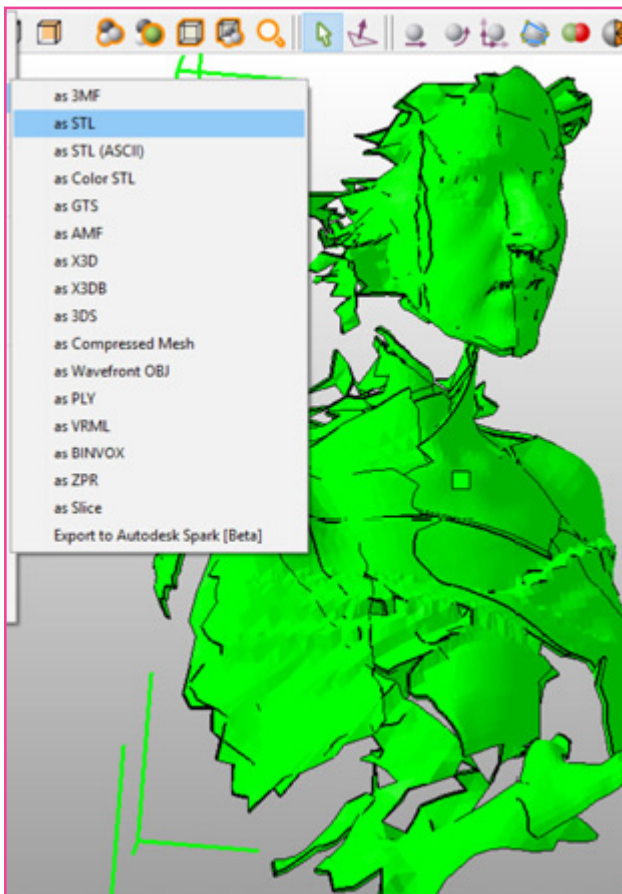 as 3MF
as STL
as STL (ASCII)
as Color STL
as GTS
as AMF
as X3D
as X3DB
as 3DS
as Compressed Mesh
as Wavefront OBJ
as PLY
as VRML
as BINVOX
as ZPR
as Slice
Export to Autodesk Spark [Beta]